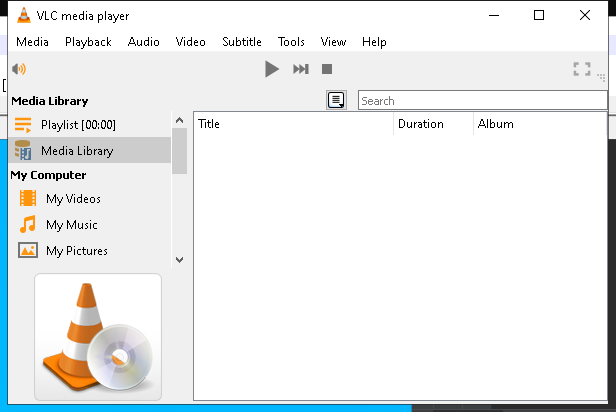 VLC media player
Media Playback Audio Video Subtitle Tools View Help
Media Library
Search
Playlist [00:00]
Media Library
My Computer
My Videos
My Music
My Pictures
Title Duration Album